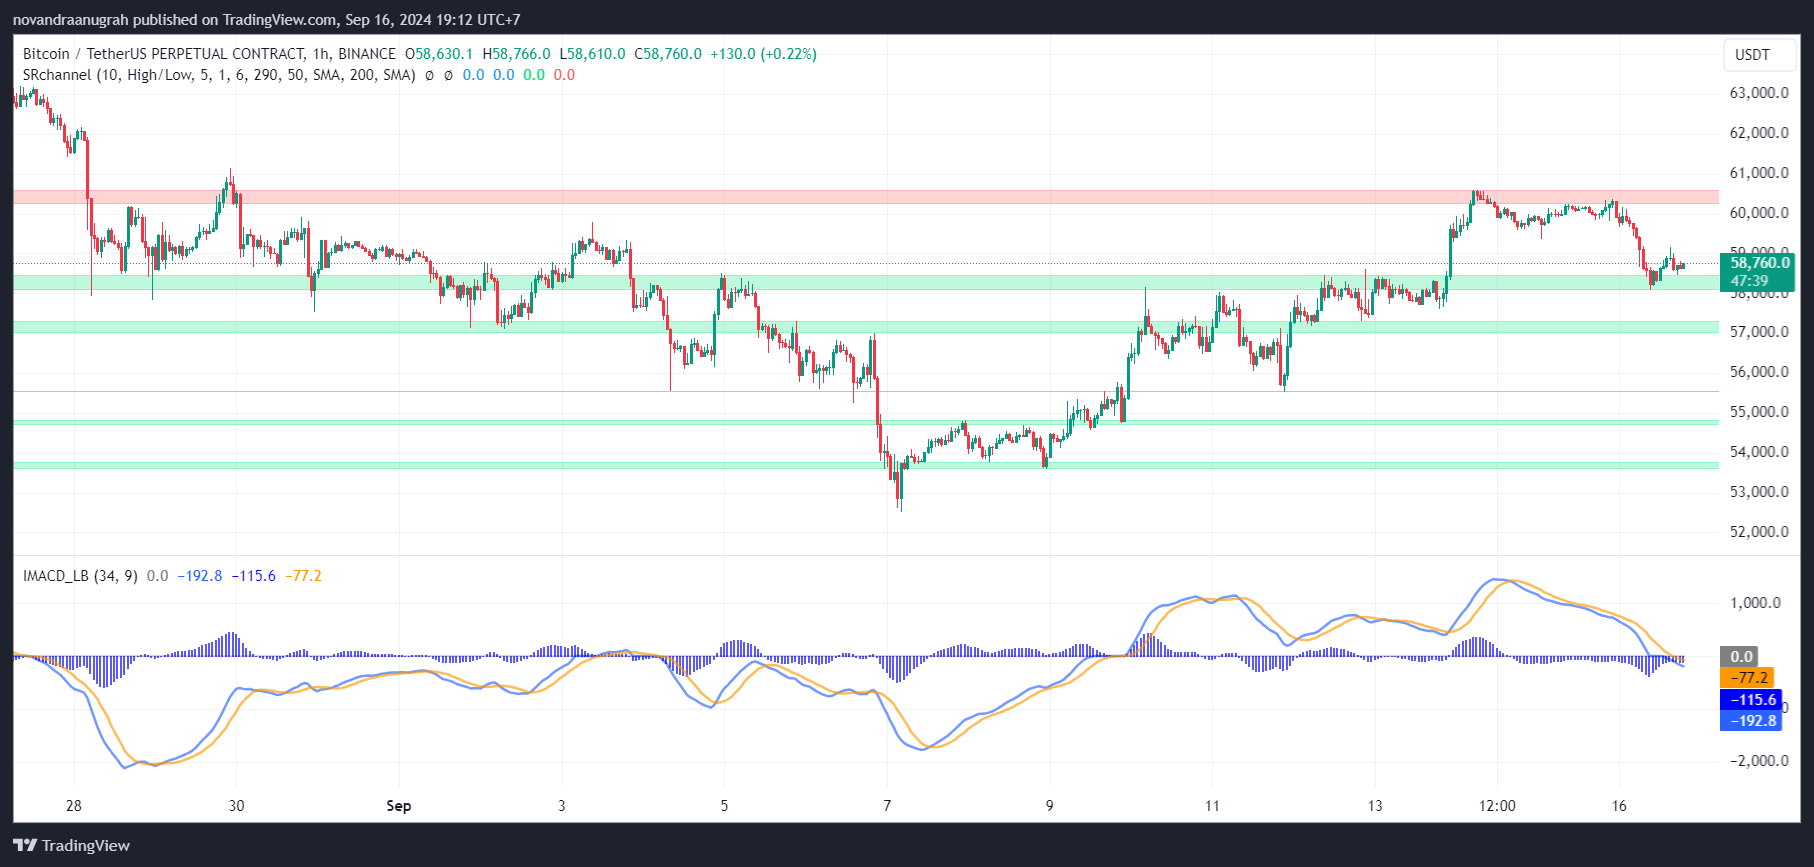 novandraanugrah published on TradingView.com, Sep 16, 2024 19:12 UTC+7
Bitcoin / TetherUS PERPETUAL CONTRACT, 1h, BINANCE O58,630.1 H58,766.0 L58,610.0 C58,760.0 +130.0 (+0.22%)
SRchannel (10, High/Low, 5, 1, 6, 290, 50, SMA, 200, SMA) ø ø 0.0 0.0 0.0 0.0
USDT
63,000.0
62,000.0
61,000.0
60,000.0
59,000.0
58,760.0
47:39
58,000.0
57,000.0
56,000.0
55,000.0
54,000.0
53,000.0
52,000.0
IMACD_LB (34, 9) 0.0 −192.8 −115.6 −77.2
1,000.0
0.0
−77.2
−115.6
−192.8
−2,000.0
28 30 Sep 3 5 7 9 11 13 12:00 16
TradingView